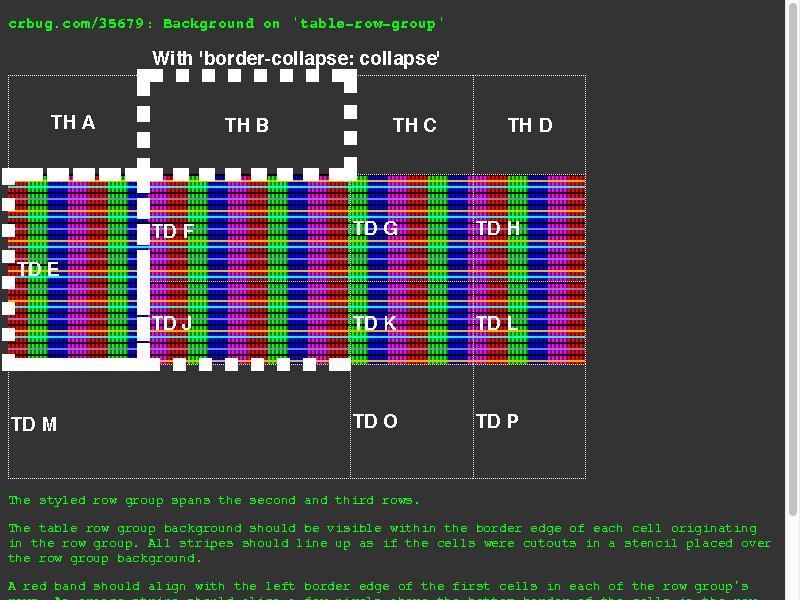 crbug.com/35679: Background on 'table-row-group'
With 'border-collapse: collapse'
TH A
TH B
TH C
TH D
TD E
TD F
TD G
TD H
TD J
TD K
TD L
TD M
TD O
TD P
The styled row group spans the second and third rows.
The table row group background should be visible within the border edge of each cell originating
in the row group. All stripes should line up as if the cells were cutouts in a stencil placed over
the row group background.
A red band should align with the left border edge of the first cells in each of the row group's